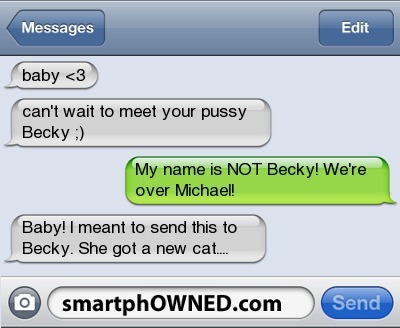 Messages
Edit
baby <3
can't wait to meet your pussy
Becky ;)
My name is NOT Becky! We're
over Michael!
Baby! I meant to send this to
Becky. She got a new cat....
smartphOWNED.com
Send